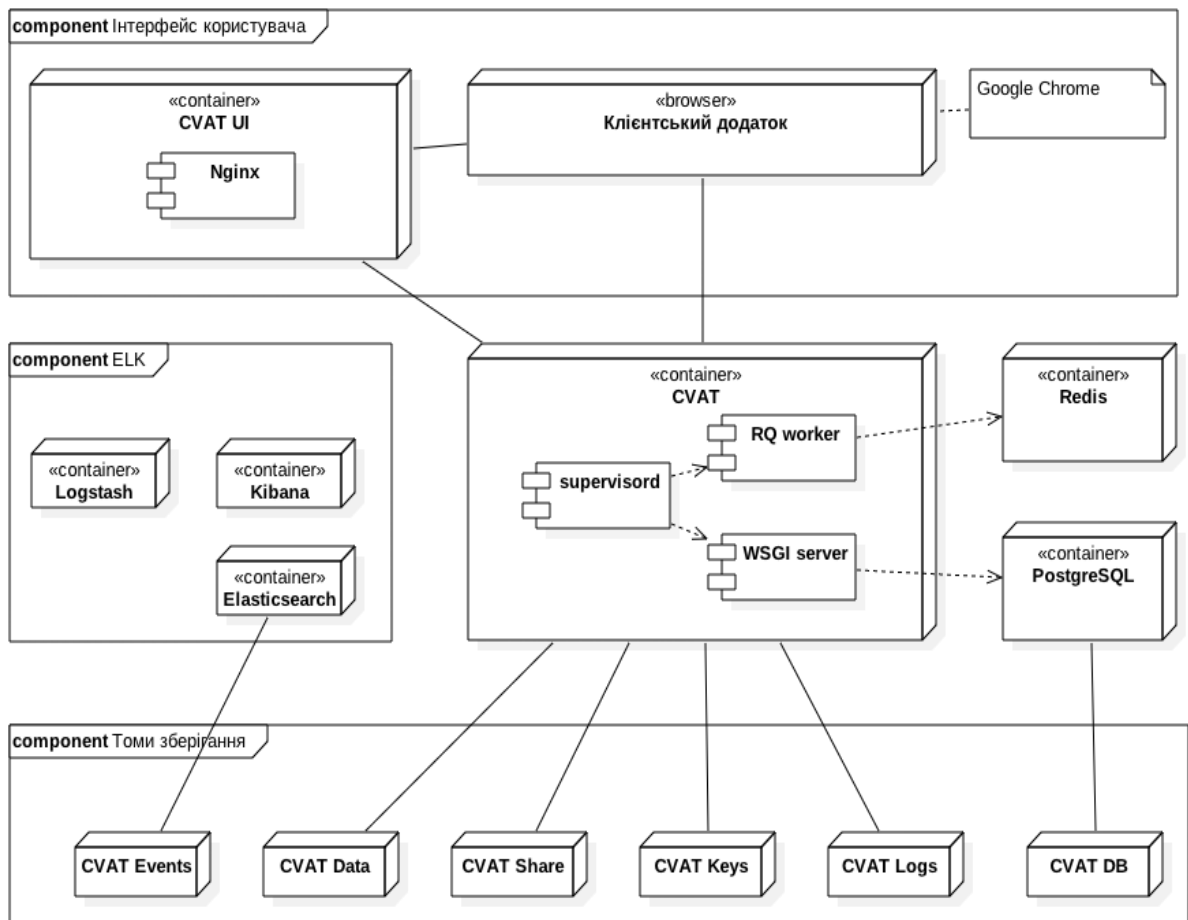 component Інтерфейс користувача
«container»
CVAT UI
Nginx
«browser»
Клієнтський додаток
Google Chrome
component ELK
«container»
Logstash
«container»
Kibana
«container»
Elasticsearch
«container»
CVAT
supervisord
RQ worker
WSGI server
«container»
Redis
«container»
PostgreSQL
component Томи зберігання
CVAT Events
CVAT Data
CVAT Share
CVAT Keys
CVAT Logs
CVAT DB